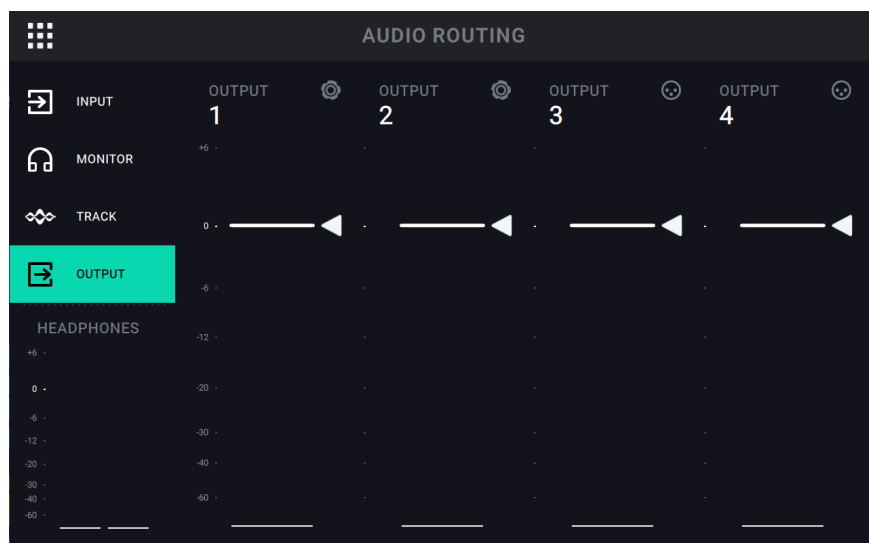 AUDIO ROUTING
INPUT
MONITOR
TRACK
OUTPUT
HEADPHONES
+6 -
0 -
-6 -
-12 -
-20 -
-30 -
-40 -
-60 -
OUTPUT OUTPUT OUTPUT OUTPUT
1 2 3 4
+6 -
0 -
-6 -
-12 -
-20 -
-30 -
-40 -
-60 -